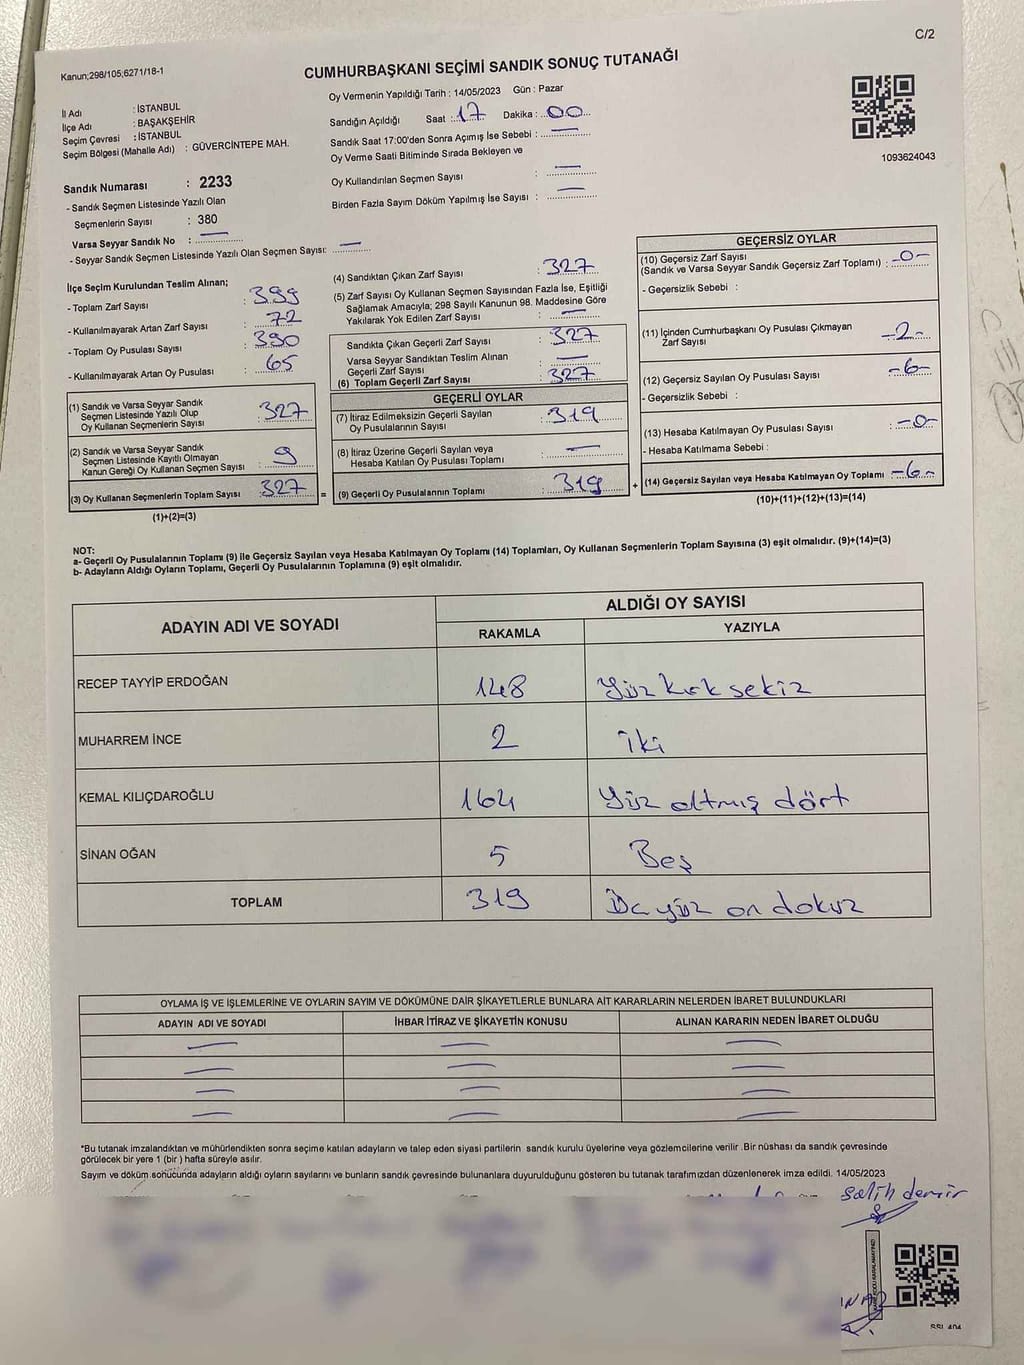 C/2
Kanun;298/105;6271/18-1
CUMHURBAŞKANI SEÇİMİ SANDIK SONUÇ TUTANAĞI
İl Adı : İSTANBUL
İlçe Adı : BAŞAKŞEHİR
Seçim Çevresi : İSTANBUL
Seçim Bölgesi (Mahalle Adı) : GÜVERCİNTEPE MAH.
Sandık Numarası : 2233
- Sandık Seçmen Listesinde Yazılı Olan
Seçmenlerin Sayısı : 380
Varsa Seyyar Sandık No : —
- Seyyar Sandık Seçmen Listesinde Yazılı Olan Seçmen Sayısı: —
Oy Vermenin Yapıldığı Tarih : 14/05/2023 Gün : Pazar
Sandığın Açıldığı Saat : 17 Dakika : 00
Sandık Saat 17:00'den Sonra Açımış İse Sebebi : —
Oy Verme Saati Bitiminde Sırada Bekleyen ve
Oy Kullandırılan Seçmen Sayısı : —
Birden Fazla Sayım Döküm Yapılmış İse Sayısı : —
1093624043
İlçe Seçim Kurulundan Teslim Alınan;
- Toplam Zarf Sayısı : 399
- Kullanılmayarak Artan Zarf Sayısı : 72
- Toplam Oy Pusulası Sayısı : 390
- Kullanılmayarak Artan Oy Pusulası : 65
(1) Sandık ve Varsa Seyyar Sandık
Seçmen Listesinde Yazılı Olup
Oy Kullanan Seçmenlerin Sayısı : 327
(2) Sandık ve Varsa Seyyar Sandık
Seçmen Listesinde Kayıtlı Olmayan
Kanun Gereği Oy Kullanan Seçmen Sayısı : 9
(3) Oy Kullanan Seçmenlerin Toplam Sayısı : 327 =
(1)+(2)=(3)
(4) Sandıktan Çıkan Zarf Sayısı : 327
(5) Zarf Sayısı Oy Kullanan Seçmen Sayısından Fazla İse, Eşitliği
Sağlamak Amacıyla; 298 Sayılı Kanunun 98. Maddesine Göre
Yakılarak Yok Edilen Zarf Sayısı : —
Sandıkta Çıkan Geçerli Zarf Sayısı : 327
Varsa Seyyar Sandıktan Teslim Alınan
Geçerli Zarf Sayısı : —
(6) Toplam Geçerli Zarf Sayısı : 327
GEÇERLİ OYLAR
(7) İtiraz Edilmeksizin Geçerli Sayılan
Oy Pusulalarının Sayısı : 319
(8) İtiraz Üzerine Geçerli Sayılan veya
Hesaba Katılan Oy Pusulası Toplamı : —
(9) Geçerli Oy Pusulalarının Toplamı : 319 +
GEÇERSİZ OYLAR
(10) Geçersiz Zarf Sayısı
(Sandık ve Varsa Seyyar Sandık Geçersiz Zarf Toplamı) : -0-
- Geçersizlik Sebebi :
(11) İçinden Cumhurbaşkanı Oy Pusulası Çıkmayan
Zarf Sayısı -2-
(12) Geçersiz Sayılan Oy Pusulası Sayısı : -6-
- Geçersizlik Sebebi :
(13) Hesaba Katılmayan Oy Pusulası Sayısı : -0-
- Hesaba Katılmama Sebebi :
(14) Geçersiz Sayılan veya Hesaba Katılmayan Oy Toplamı : -6-
(10)+(11)+(12)+(13)=(14)
NOT:
a- Geçerli Oy Pusulalarının Toplamı (9) ile Geçersiz Sayılan veya Hesaba Katılmayan Oy Toplamı (14) Toplamları, Oy Kullanan Seçmenlerin Toplam Sayısına (3) eşit olmalıdır. (9)+(14)=(3)
b- Adayların Aldığı Oyların Toplamı, Geçerli Oy Pusulalarının Toplamına (9) eşit olmalıdır.
ADAYIN ADI VE SOYADI ALDIĞI OY SAYISI
RAKAMLA YAZIYLA
RECEP TAYYİP ERDOĞAN 148 Yüz kırk sekiz
MUHARREM İNCE 2 İki
KEMAL KILIÇDAROĞLU 164 Yüz altmış dört
SİNAN OĞAN 5 Beş
TOPLAM 319 Üç yüz on dokuz
OYLAMA İŞ VE İŞLEMLERİNE VE OYLARIN SAYIM VE DÖKÜMÜNE DAİR ŞİKAYETLERLE BUNLARA AİT KARARLARIN NELERDEN İBARET BULUNDUKLARI
ADAYIN ADI VE SOYADI İHBAR İTİRAZ VE ŞİKAYETİN KONUSU ALINAN KARARIN NEDEN İBARET OLDUĞU
— — —
— — —
— — —
— — —
*Bu tutanak imzalandıktan ve mühürlendikten sonra seçime katılan adayların ve talep eden siyasi partilerin sandık kurulu üyelerine veya gözlemcilerine verilir .Bir nüshası da sandık çevresinde
görülecek bir yere 1 (bir ) hafta süreyle asılır.
Sayım ve döküm sonucunda adayların aldığı oyların sayılarını ve bunların sandık çevresinde bulunanlara duyurulduğunu gösteren bu tutanak tarafımızdan düzenlenerek imza edildi. 14/05/2023
Salih demir